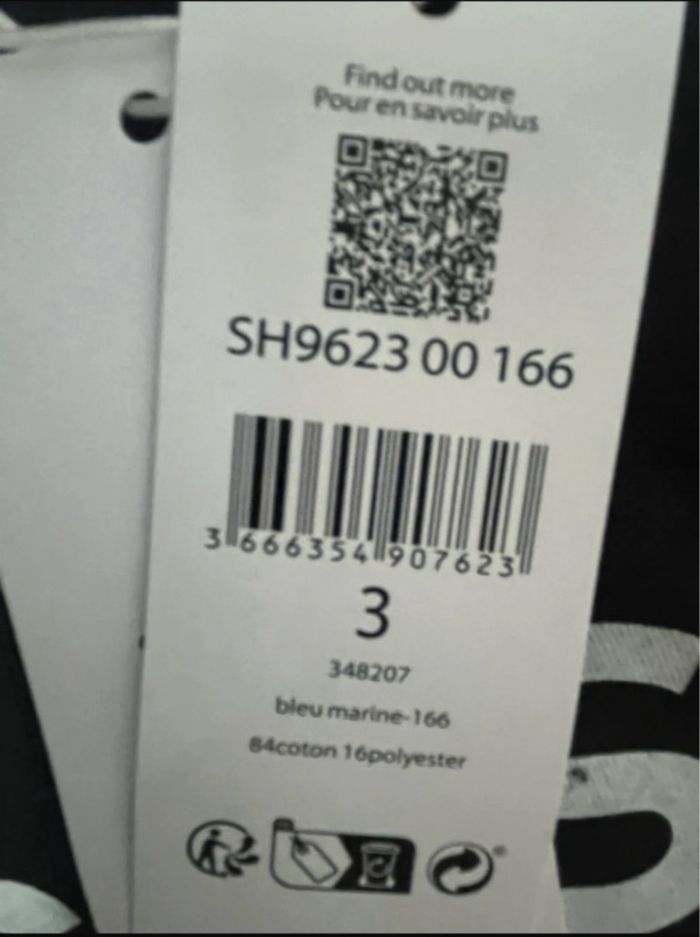 Find out more
Pour en savoir plus
SH9623 00 166
3 666354 907623
3
348207
bleu marine-166
84coton 16polyester